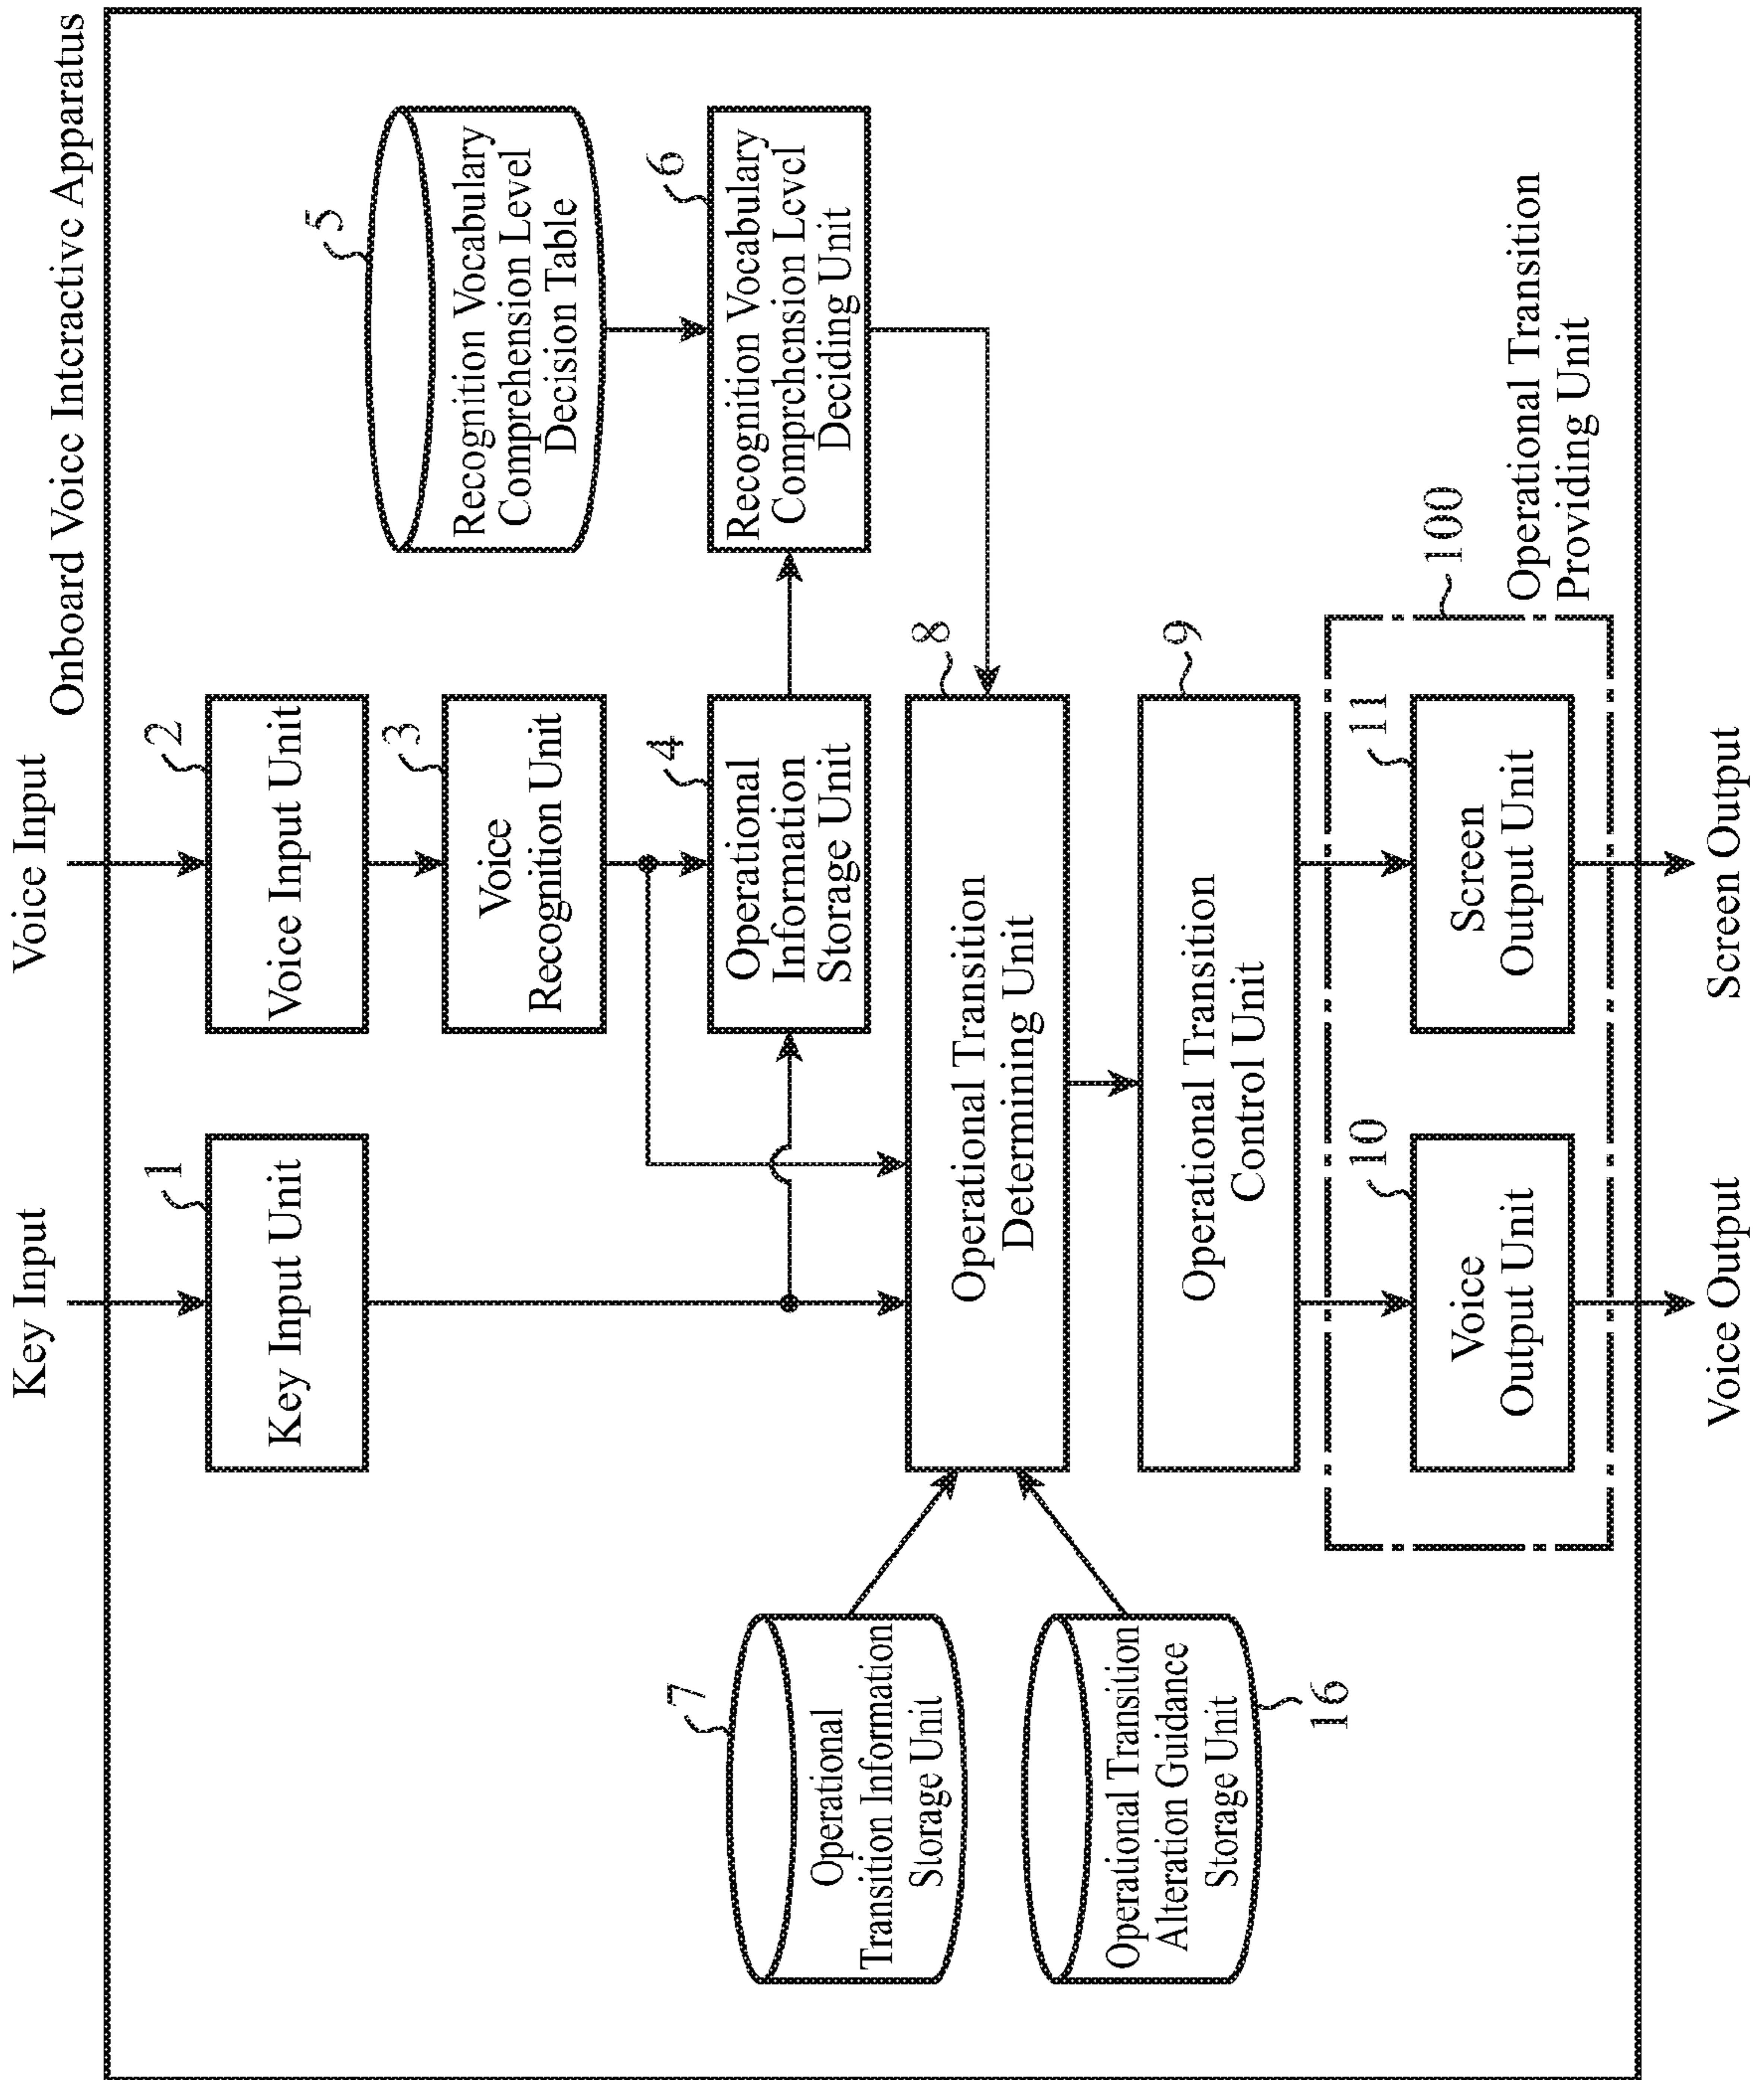 Key Input
Voice Input
Onboard Voice Interactive Apparatus
1
Key Input Unit
2
Voice Input Unit
3
Voice
Recognition Unit
5
Recognition Vocabulary
Comprehension Level
Decision Table
4
Operational
Information
Storage Unit
6
Recognition Vocabulary
Comprehension Level
Deciding Unit
7
Operational
Transition Information
Storage Unit
8
Operational Transition
Determining Unit
Operational Transition
Alteration Guidance
Storage Unit
16
9
Operational Transition
Control Unit
100
Operational Transition
Providing Unit
10
Voice
Output Unit
11
Screen
Output Unit
Voice Output
Screen Output